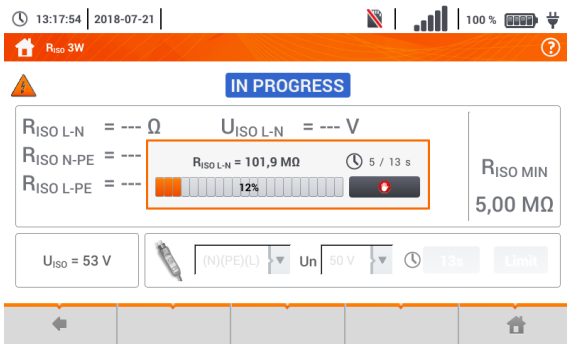 13:17:54 2018-07-21 100 %
RISO 3W ?
IN PROGRESS
RISO L-N = --- Ω UISO L-N = --- V
RISO N-PE = ---
RISO L-PE = ---
RISO L-N = 101,9 MΩ 5 / 13 s
12%
RISO MIN
5,00 MΩ
UISO = 53 V (N)(PE)(L) Un 50 V 13s Limit